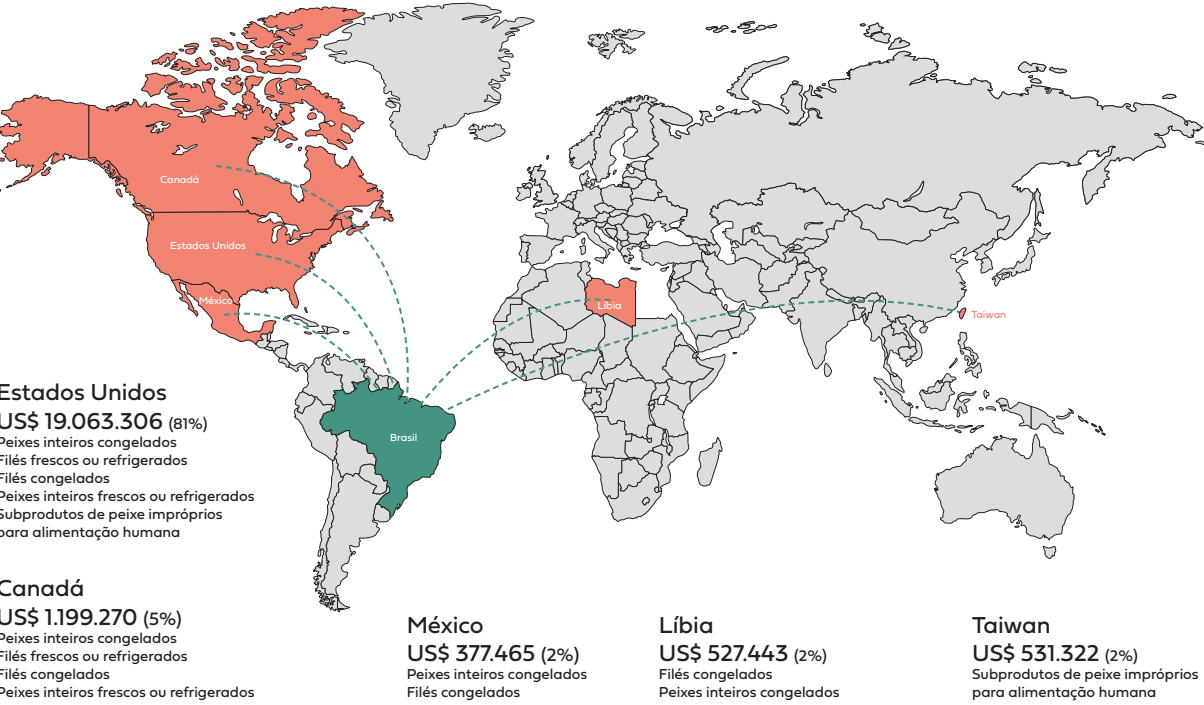 Canadá
Estados Unidos
México
Líbia
Taiwan
Brasil
Estados Unidos
US$ 19.063.306 (81%)
Peixes inteiros congelados
Filés frescos ou refrigerados
Filés congelados
Peixes inteiros frescos ou refrigerados
Subprodutos de peixe impróprios
para alimentação humana
Canadá
US$ 1.199.270 (5%)
Peixes inteiros congelados
Filés frescos ou refrigerados
Filés congelados
Peixes inteiros frescos ou refrigerados
México
US$ 377.465 (2%)
Peixes inteiros congelados
Filés congelados
Líbia
US$ 527.443 (2%)
Filés congelados
Peixes inteiros congelados
Taiwan
US$ 531.322 (2%)
Subprodutos de peixe impróprios
para alimentação humana